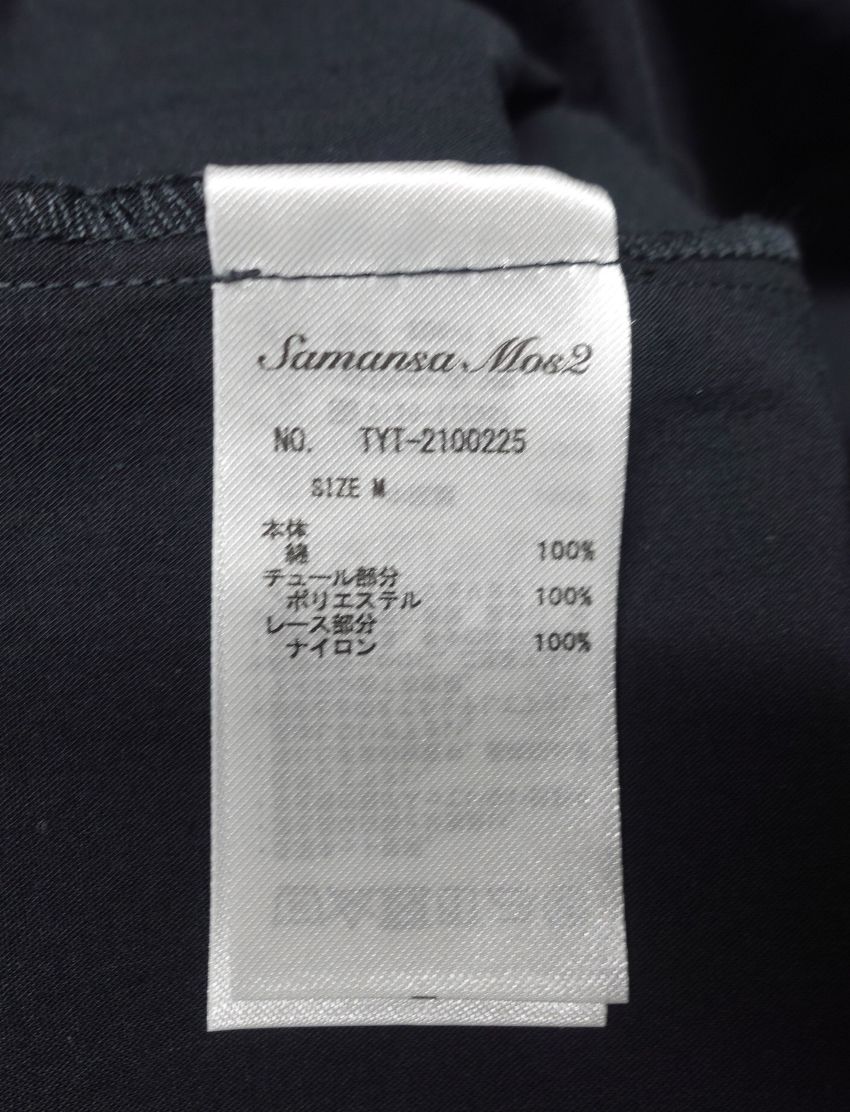 Samansa Mos2
NO. TYT-2100225
SIZE M
本体
綿 100%
チュール部分
ポリエステル 100%
レース部分
ナイロン 100%